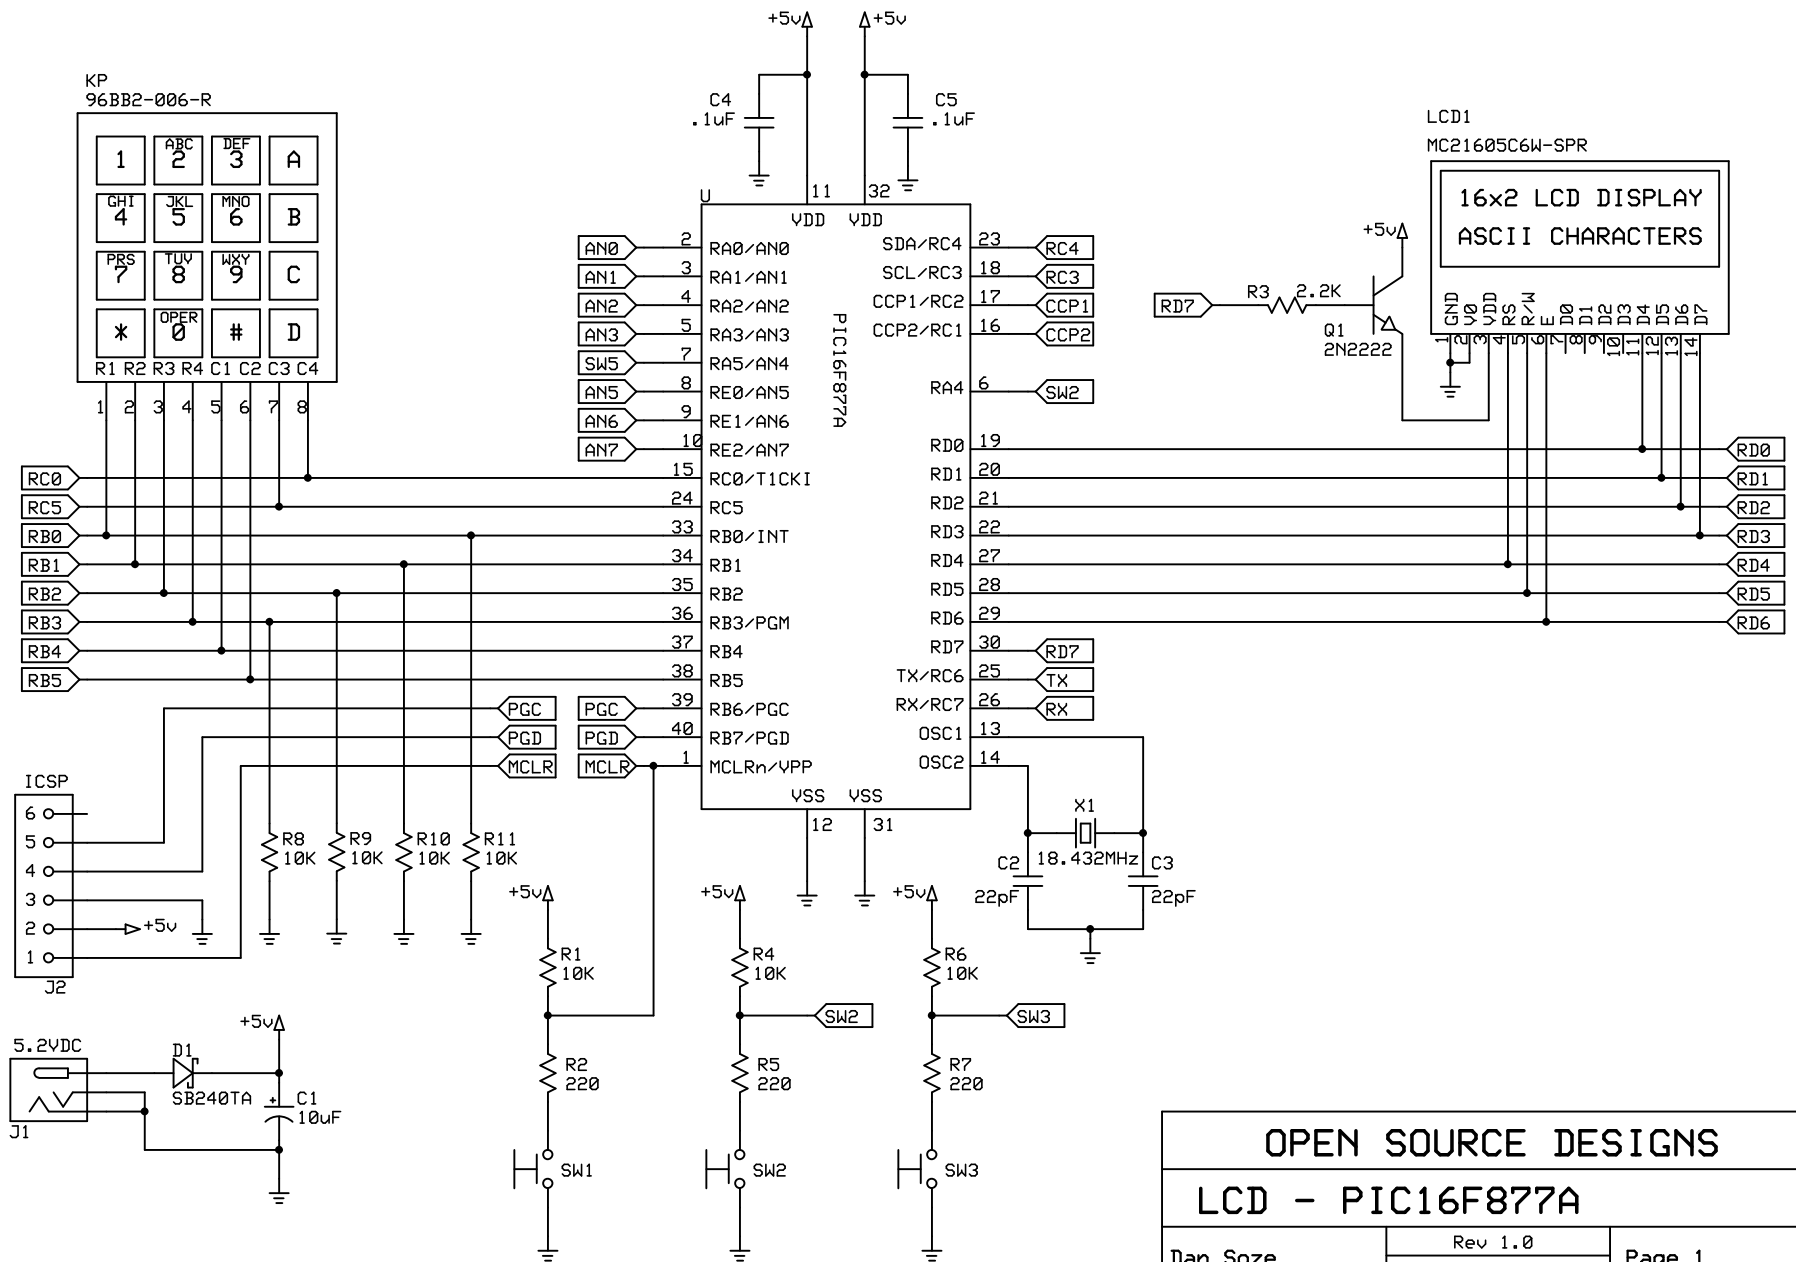 +5v
+5v
KP
96BB2-006-R
C4
.1uF
C5
.1uF
LCD1
MC21605C6W-SPR
1
ABC
2
DEF
3
A
GHI
4
JKL
5
MNO
6
B
PRS
7
TUV
8
WXY
9
C
*
OPER
0
#
D
R1 R2 R3 R4 C1 C2 C3 C4
1 2 3 4 5 6 7 8
16x2 LCD DISPLAY
ASCII CHARACTERS
GND V0 VDD RS R/W E D0 D1 D2 D3 D4 D5 D6 D7
1 2 3 4 5 6 7 8 9 10 11 12 13 14
+5v
RD7
R3 2.2K
Q1
2N2222
U
11 32
VDD VDD
PIC16F877A
AN0 2 RA0/AN0
AN1 3 RA1/AN1
AN2 4 RA2/AN2
AN3 5 RA3/AN3
SW5 7 RA5/AN4
AN5 8 RE0/AN5
AN6 9 RE1/AN6
AN7 10 RE2/AN7
RC0 15 RC0/T1CKI
RC5 24 RC5
RB0 33 RB0/INT
RB1 34 RB1
RB2 35 RB2
RB3 36 RB3/PGM
RB4 37 RB4
RB5 38 RB5
PGC PGC 39 RB6/PGC
PGD PGD 40 RB7/PGD
MCLR MCLR 1 MCLRn/VPP
SDA/RC4 23 RC4
SCL/RC3 18 RC3
CCP1/RC2 17 CCP1
CCP2/RC1 16 CCP2
RA4 6 SW2
RD0 19 RD0
RD1 20 RD1
RD2 21 RD2
RD3 22 RD3
RD4 27 RD4
RD5 28 RD5
RD6 29 RD6
RD7 30 RD7
TX/RC6 25 TX
RX/RC7 26 RX
OSC1 13
OSC2 14
VSS VSS
12 31
X1
18.432MHz
C2
22pF
C3
22pF
ICSP
6
5
4
3
2 +5v
1
J2
R8
10K
R9
10K
R10
10K
R11
10K
+5v
R1
10K
R2
220
SW1
+5v
R4
10K
SW2
R5
220
SW2
+5v
R6
10K
SW3
R7
220
SW3
5.2VDC
J1
D1
SB240TA
+5v
+
C1
10uF
OPEN SOURCE DESIGNS
LCD - PIC16F877A
Dan Soze
Rev 1.0
Page 1